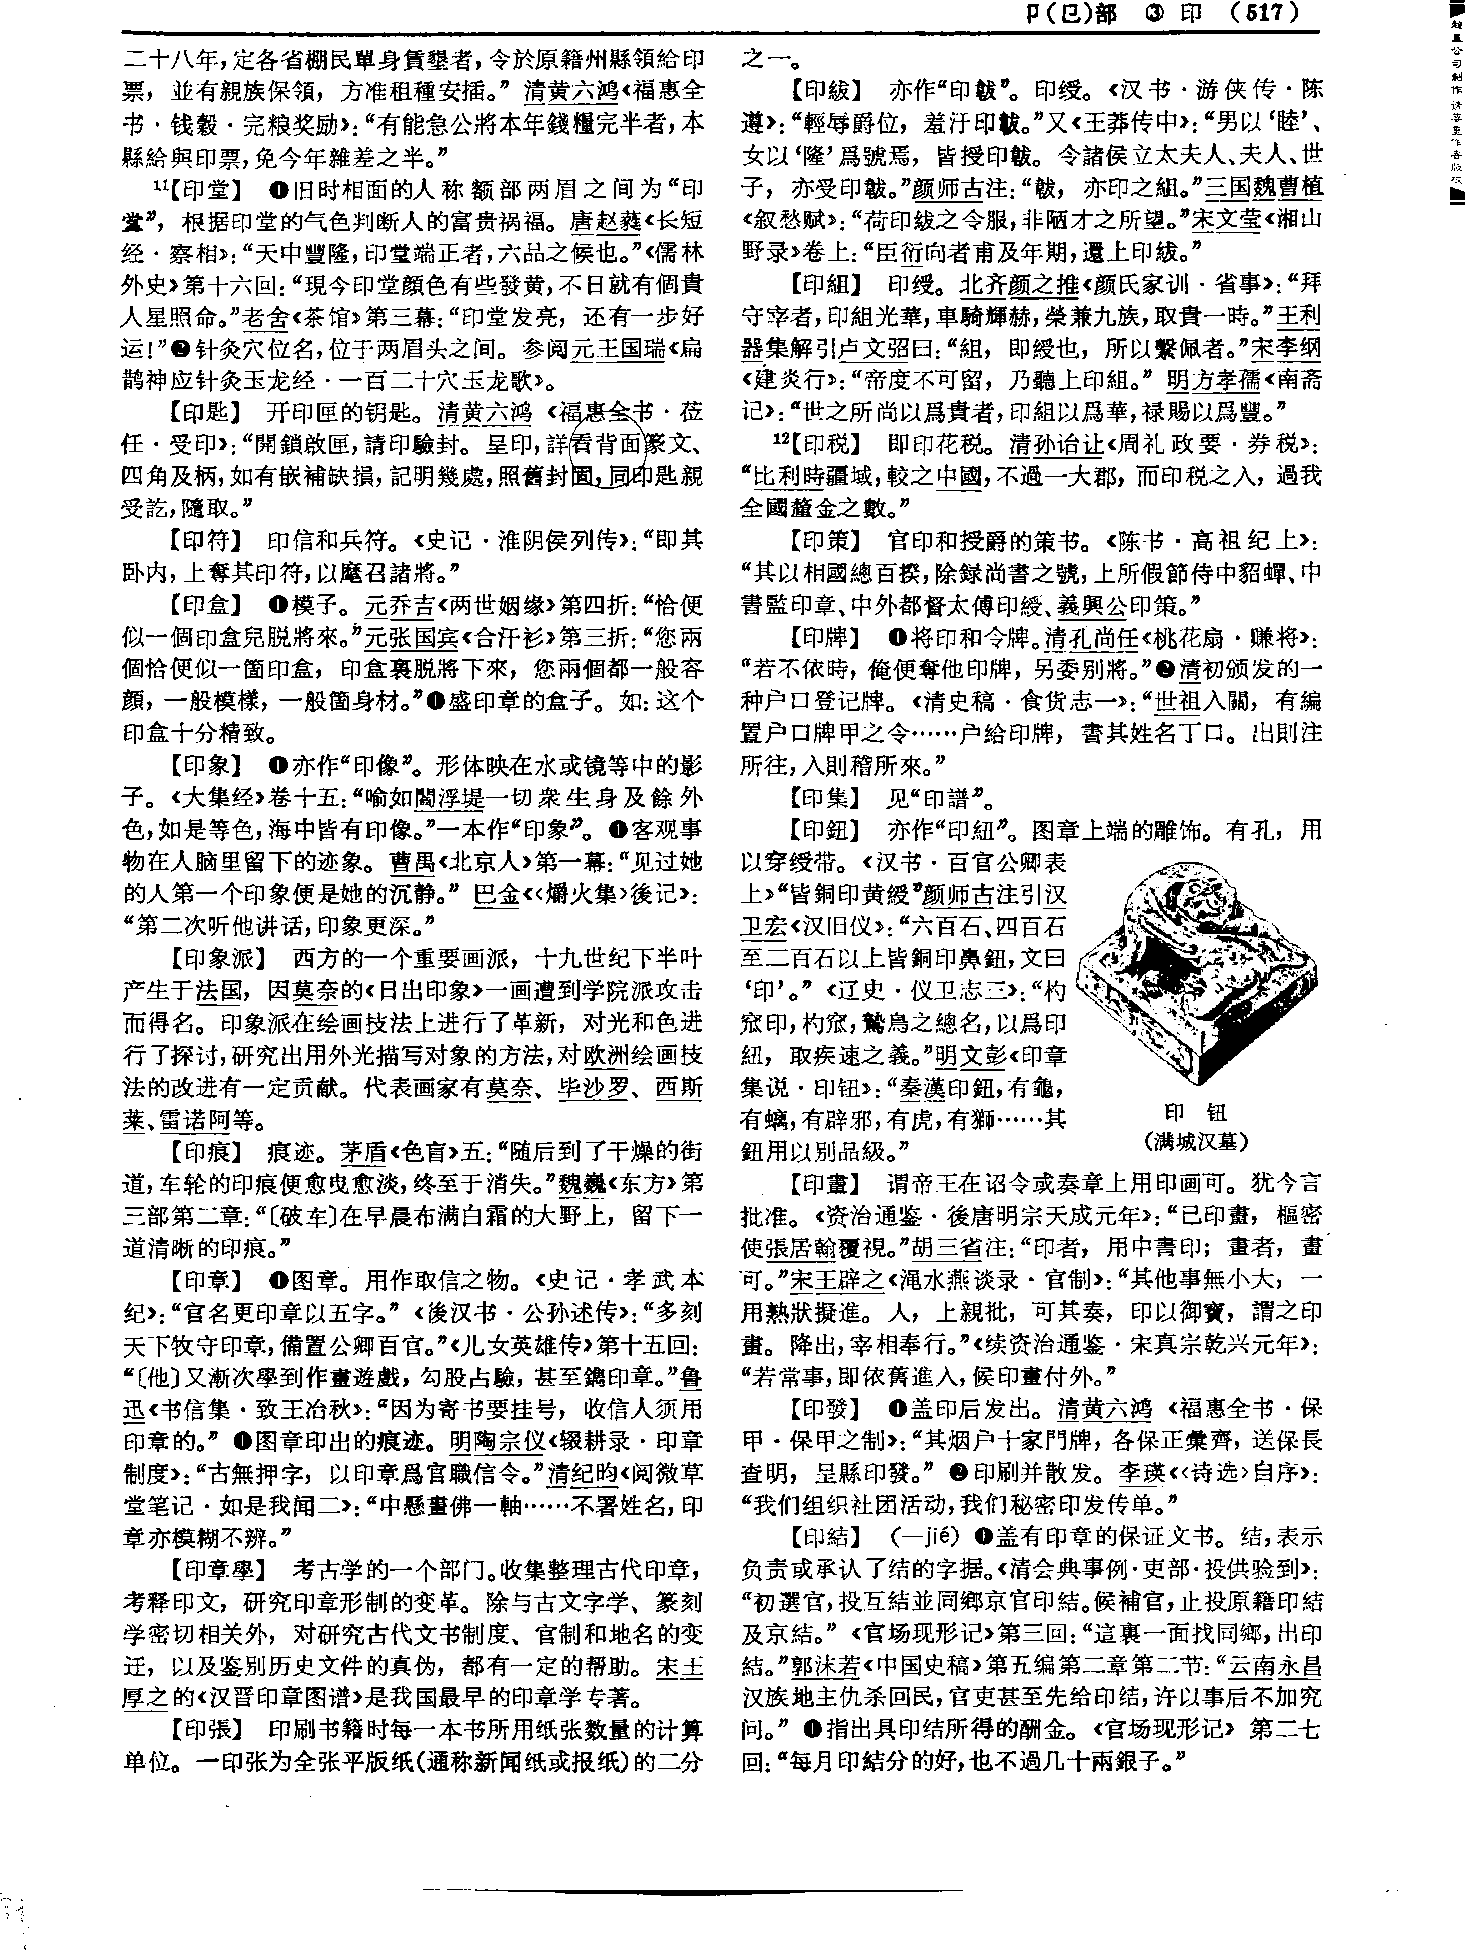 卩(㔾)部 ③ 印 (517)
二十八年，定各省棚民單身賃墾者，令於原籍州縣領給印
票，並有親族保領，方准租種安插。”清黄六鸿《福惠全
书·钱穀·完粮奖励》：“有能急公將本年錢糧完半者，本
縣給與印票，免今年雜差之半。”
11【印堂】 ❶旧时相面的人称额部两眉之间为“印
堂”，根据印堂的气色判断人的富贵祸福。唐赵蕤《长短
经·察相》：“天中豐隆，印堂端正者，六品之候也。”《儒林
外史》第十六回：“現今印堂顏色有些發黄，不日就有個貴
人星照命。”老舍《茶馆》第三幕：“印堂发亮，还有一步好
运！”❷针灸穴位名，位于两眉头之间。参阅元王国瑞《扁
鹊神应针灸玉龙经·一百二十穴玉龙歌》。
【印匙】 开印匣的钥匙。清黄六鸿《福惠全书·莅
任·受印》：“開鎖啟匣，請印驗封。呈印，詳看背面篆文、
四角及柄，如有嵌補缺損，記明幾處，照舊封固，同印匙親
受訖，隨取。”
【印符】 印信和兵符。《史记·淮阴侯列传》：“即其
卧内，上奪其印符，以麾召諸將。”
【印盒】 ❶模子。元乔吉《两世姻缘》第四折：“恰便
似一個印盒兒脱將來。”元张国宾《合汗衫》第三折：“您兩
個恰便似一箇印盒，印盒裏脱將下來，您兩個都一般容
顏，一般模樣，一般箇身材。”❶盛印章的盒子。如：这个
印盒十分精致。
【印象】 ❶亦作“印像”。形体映在水或镜等中的影
子。《大集经》卷十五：“喻如閻浮堤一切衆生身及餘外
色，如是等色，海中皆有印像。”一本作“印象”。❶客观事
物在人脑里留下的迹象。曹禺《北京人》第一幕：“见过她
的人第一个印象便是她的沉静。”巴金《〈爝火集〉後记》：
“第二次听他讲话，印象更深。”
【印象派】 西方的一个重要画派，十九世纪下半叶
产生于法国，因莫奈的《日出印象》一画遭到学院派攻击
而得名。印象派在绘画技法上进行了革新，对光和色进
行了探讨，研究出用外光描写对象的方法，对欧洲绘画技
法的改进有一定贡献。代表画家有莫奈、毕沙罗、西斯
莱、雷诺阿等。
【印痕】 痕迹。茅盾《色盲》五：“随后到了干燥的街
道，车轮的印痕便愈曳愈淡，终至于消失。”魏巍《东方》第
三部第二章：“〔破车〕在早晨布满白霜的大野上，留下一
道清晰的印痕。”
【印章】 ❶图章。用作取信之物。《史记·孝武本
纪》：“官名更印章以五字。”《後汉书·公孙述传》：“多刻
天下牧守印章，備置公卿百官。”《儿女英雄传》第十五回：
“〔他〕又漸次學到作畫遊戲，勾股占驗，甚至鐫印章。”鲁
迅《书信集·致王冶秋》：“因为寄书要挂号，收信人须用
印章的。”❶图章印出的痕迹。明陶宗仪《辍耕录·印章
制度》：“古無押字，以印章爲官職信令。”清纪昀《阅微草
堂笔记·如是我闻二》：“中懸畫佛一軸……不署姓名，印
章亦模糊不辨。”
【印章學】 考古学的一个部门。收集整理古代印章，
考释印文，研究印章形制的变革。除与古文字学、篆刻
学密切相关外，对研究古代文书制度、官制和地名的变
迁，以及鉴别历史文件的真伪，都有一定的帮助。宋王
厚之的《汉晋印章图谱》是我国最早的印章学专著。
【印張】 印刷书籍时每一本书所用纸张数量的计算
单位。一印张为全张平版纸(通称新闻纸或报纸)的二分
之一。
【印紱】 亦作“印韍”。印绶。《汉书·游侠传·陈
遵》：“輕辱爵位，羞汙印韍。”又《王莽传中》：“男以‘睦’、
女以‘隆’爲號焉，皆授印韍。令諸侯立太夫人、夫人、世
子，亦受印韍。”颜师古注：“韍，亦印之組。”三国魏曹植
《叙愁赋》：“荷印紱之令服，非陋才之所望。”宋文莹《湘山
野录》卷上：“臣衍向者甫及年期，還上印紱。”
【印組】 印绶。北齐颜之推《颜氏家训·省事》：“拜
守宰者，印組光華，車騎輝赫，榮兼九族，取貴一時。”王利
器集解引卢文弨曰：“組，即綬也，所以繫佩者。”宋李纲
《建炎行》：“帝度不可留，乃聽上印組。”明方孝孺《南斋
记》：“世之所尚以爲貴者，印組以爲華，禄賜以爲豐。”
12【印税】 即印花税。清孙诒让《周礼政要·券税》：
“比利時疆域，較之中國，不過一大郡，而印税之入，過我
全國釐金之數。”
【印策】 官印和授爵的策书。《陈书·高祖纪上》：
“其以相國總百揆，除録尚書之號，上所假節侍中貂蟬、中
書監印章、中外都督太傅印綬、義興公印策。”
【印牌】 ❶将印和令牌。清孔尚任《桃花扇·赚将》：
“若不依時，俺便奪他印牌，另委别將。”❷清初颁发的一
种户口登记牌。《清史稿·食货志一》：“世祖入關，有編
置户口牌甲之令……户給印牌，書其姓名丁口。出則注
所往，入則稽所來。”
【印集】 见“印譜”。
【印鈕】 亦作“印紐”。图章上端的雕饰。有孔，用
以穿绶带。《汉书·百官公卿表
上》“皆銅印黄綬”颜师古注引汉
卫宏《汉旧仪》：“六百石、四百石
至二百石以上皆銅印鼻鈕，文曰
‘印’。”《辽史·仪卫志三》：“杓
窊印，杓窊，鷙鳥之總名，以爲印
紐，取疾速之義。”明文彭《印章
集说·印钮》：“秦漢印鈕，有龜，
有螭，有辟邪，有虎，有獅……其
鈕用以别品級。”
印 钮
(满城汉墓)
【印畫】 谓帝王在诏令或奏章上用印画可。犹今言
批准。《资治通鉴·後唐明宗天成元年》：“已印畫，樞密
使張居翰覆視。”胡三省注：“印者，用中書印；畫者，畫
可。”宋王辟之《渑水燕谈录·官制》：“其他事無小大，一
用熟狀擬進。人，上親批，可其奏，印以御寶，謂之印
畫。降出，宰相奉行。”《续资治通鉴·宋真宗乾兴元年》：
“若常事，即依舊進入，候印畫付外。”
【印發】 ❶盖印后发出。清黄六鸿《福惠全书·保
甲·保甲之制》：“其烟户十家門牌，各保正彙齊，送保長
查明，呈縣印發。”❷印刷并散发。李瑛《〈诗选〉自序》：
“我们组织社团活动，我们秘密印发传单。”
【印結】 (—jié)❶盖有印章的保证文书。结，表示
负责或承认了结的字据。《清会典事例·吏部·投供验到》：
“初選官，投互結並同鄉京官印結。候補官，止投原籍印結
及京結。”《官场现形记》第三回：“這裏一面找同鄉，出印
結。”郭沫若《中国史稿》第五编第二章第二节：“云南永昌
汉族地主仇杀回民，官吏甚至先给印结，许以事后不加究
问。”❶指出具印结所得的酬金。《官场现形记》第二七
回：“每月印結分的好，也不過几十兩銀子。”